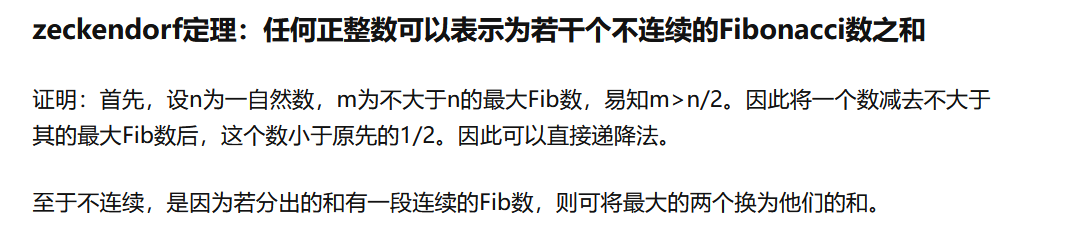 zeckendorf定理：任何正整数可以表示为若干个不连续的Fibonacci数之和
证明：首先，设n为一自然数，m为不大于n的最大Fib数，易知m>n/2。因此将一个数减去不大于
其的最大Fib数后，这个数小于原先的1/2。因此可以直接递降法。
至于不连续，是因为若分出的和有一段连续的Fib数，则可将最大的两个换为他们的和。